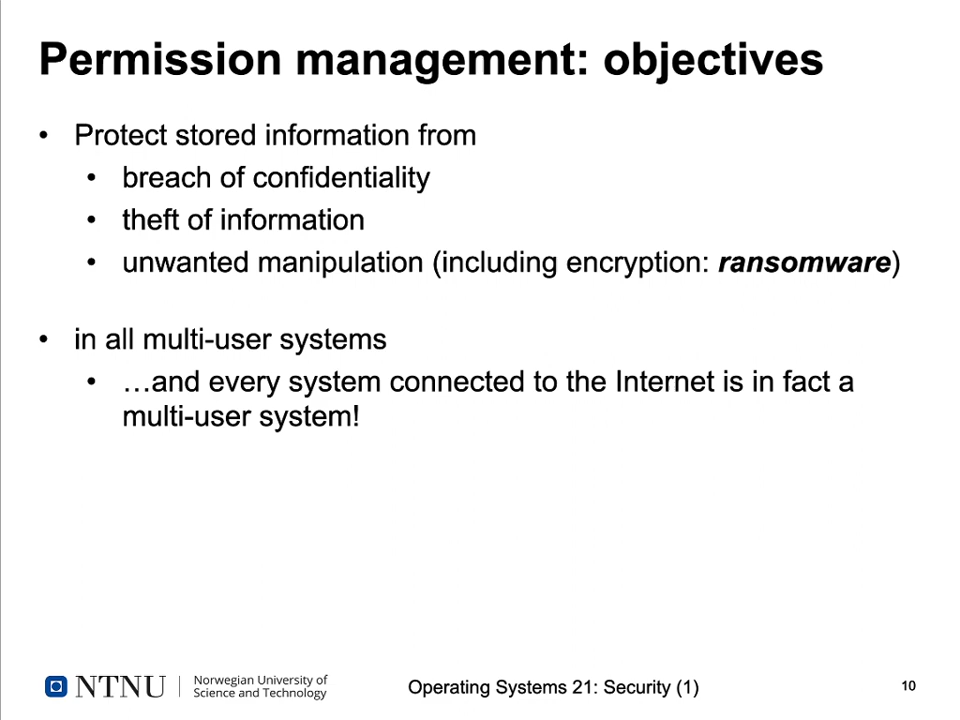 Permission management: objectives
• Protect stored information from
• breach of confidentiality
• theft of information
• unwanted manipulation (including encryption: ransomware)
• in all multi-user systems
• …and every system connected to the Internet is in fact a
multi-user system!
NTNU
Norwegian University of
Science and Technology
Operating Systems 21: Security (1)
10